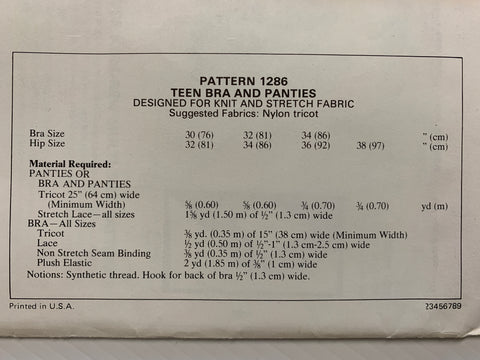 PATTERN 1286
TEEN BRA AND PANTIES
DESIGNED FOR KNIT AND STRETCH FABRIC
Suggested Fabrics: Nylon tricot
Bra Size 30 (76) 32 (81) 34 (86) " (cm)
Hip Size 32 (81) 34 (86) 36 (92) 38 (97) " (cm)
Material Required:
PANTIES OR
BRA AND PANTIES
Tricot 25" (64 cm) wide
(Minimum Width) ⅝ (0.60) ⅝ (0.60) ¾ (0.70) ¾ (0.70) yd (m)
Stretch Lace—all sizes 1⅝ yd (1.50 m) of ½" (1.3 cm) wide
BRA—All Sizes
Tricot ⅜ yd. (0.35 m) of 15" (38 cm) wide (Minimum Width)
Lace ½ yd (0.50 m) of ½"-1" (1.3 cm-2.5 cm) wide
Non Stretch Seam Binding ⅜ yd (0.35 m) of ½" (1.3 cm) wide
Plush Elastic 2 yd (1.85 m) of ⅜" (1 cm) wide
Notions: Synthetic thread. Hook for back of bra ½" (1.3 cm) wide.
Printed in U.S.A. 23456789